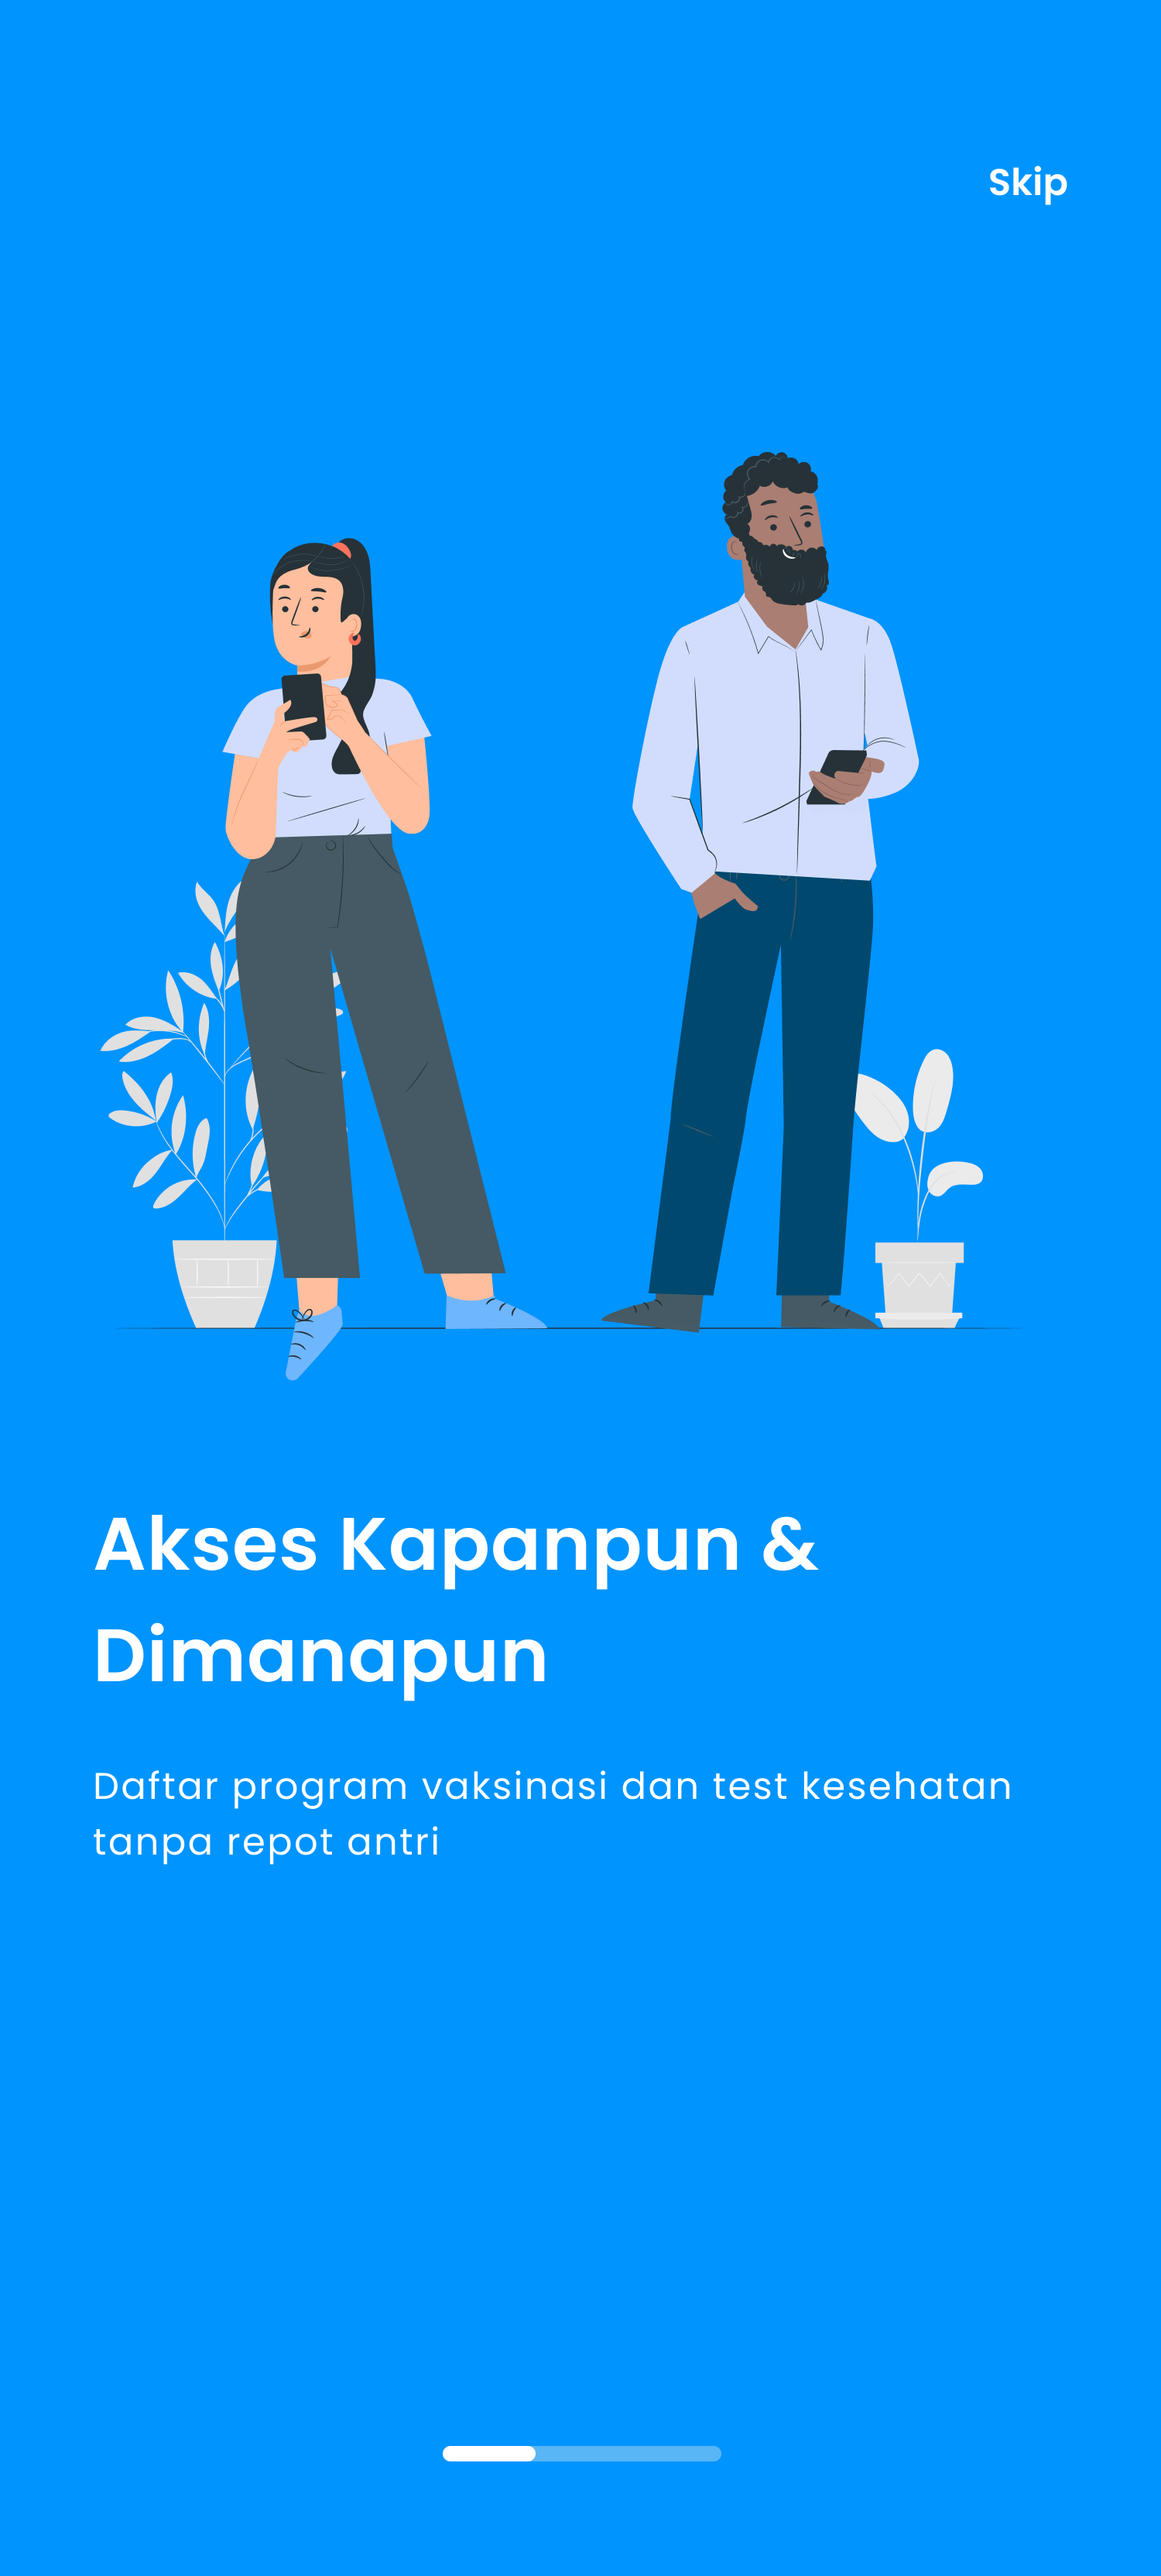 Skip
Akses Kapanpun &
Dimanapun
Daftar program vaksinasi dan test kesehatan
tanpa repot antri